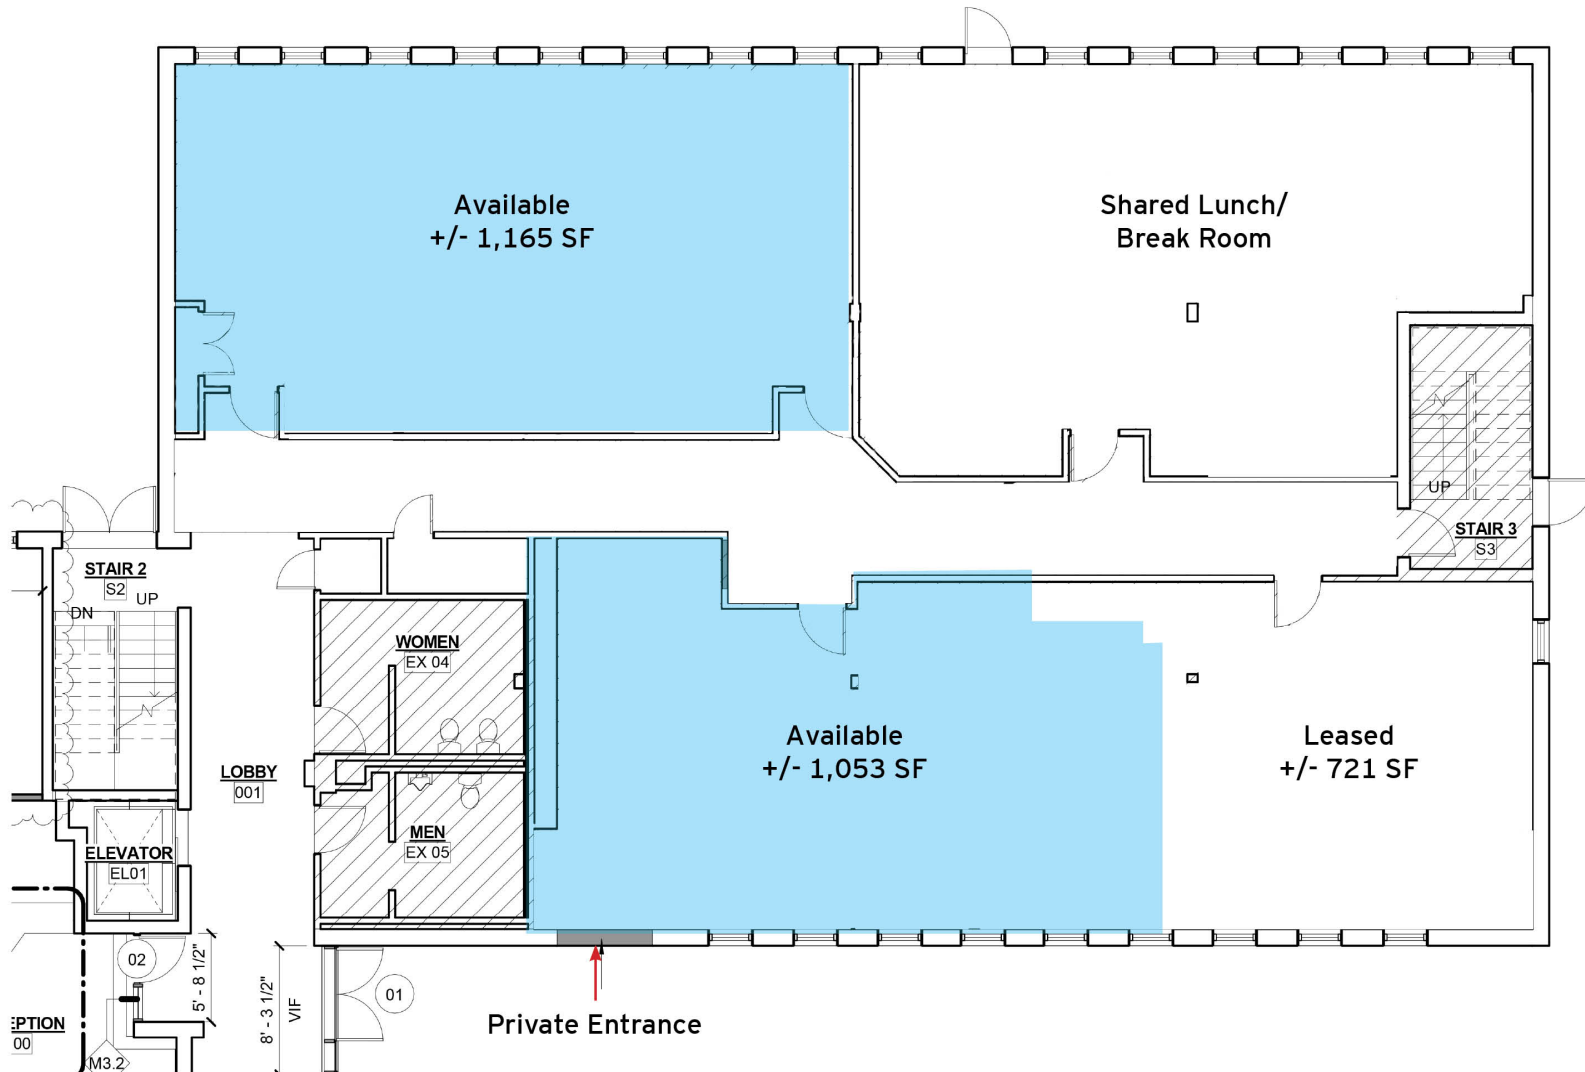 Available
+/- 1,165 SF
Shared Lunch/
Break Room
UP
STAIR 3
S3
STAIR 2
S2
UP
DN
WOMEN
EX 04
Available
+/- 1,053 SF
Leased
+/- 721 SF
LOBBY
001
MEN
EX 05
ELEVATOR
EL01
02
5' - 8 1/2"
8' - 3 1/2"
VIF
01
Private Entrance
EPTION
00
M3.2